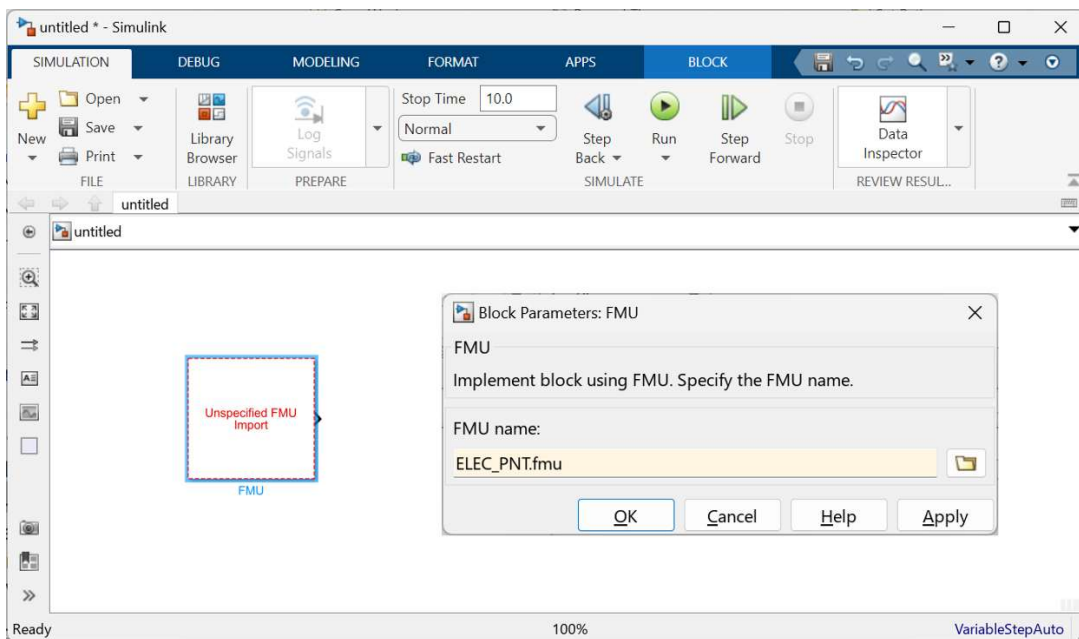 untitled * - Simulink
SIMULATION DEBUG MODELING FORMAT APPS BLOCK
New
Open
Save
Print
FILE
Library
Browser
LIBRARY
Log
Signals
PREPARE
Stop Time 10.0
Normal
Fast Restart
Step
Back
Run
Step
Forward
Stop
SIMULATE
Data
Inspector
REVIEW RESUL...
untitled
untitled
Unspecified FMU
Import
FMU
Block Parameters: FMU
FMU
Implement block using FMU. Specify the FMU name.
FMU name:
ELEC_PNT.fmu
OK Cancel Help Apply
Ready 100% VariableStepAuto